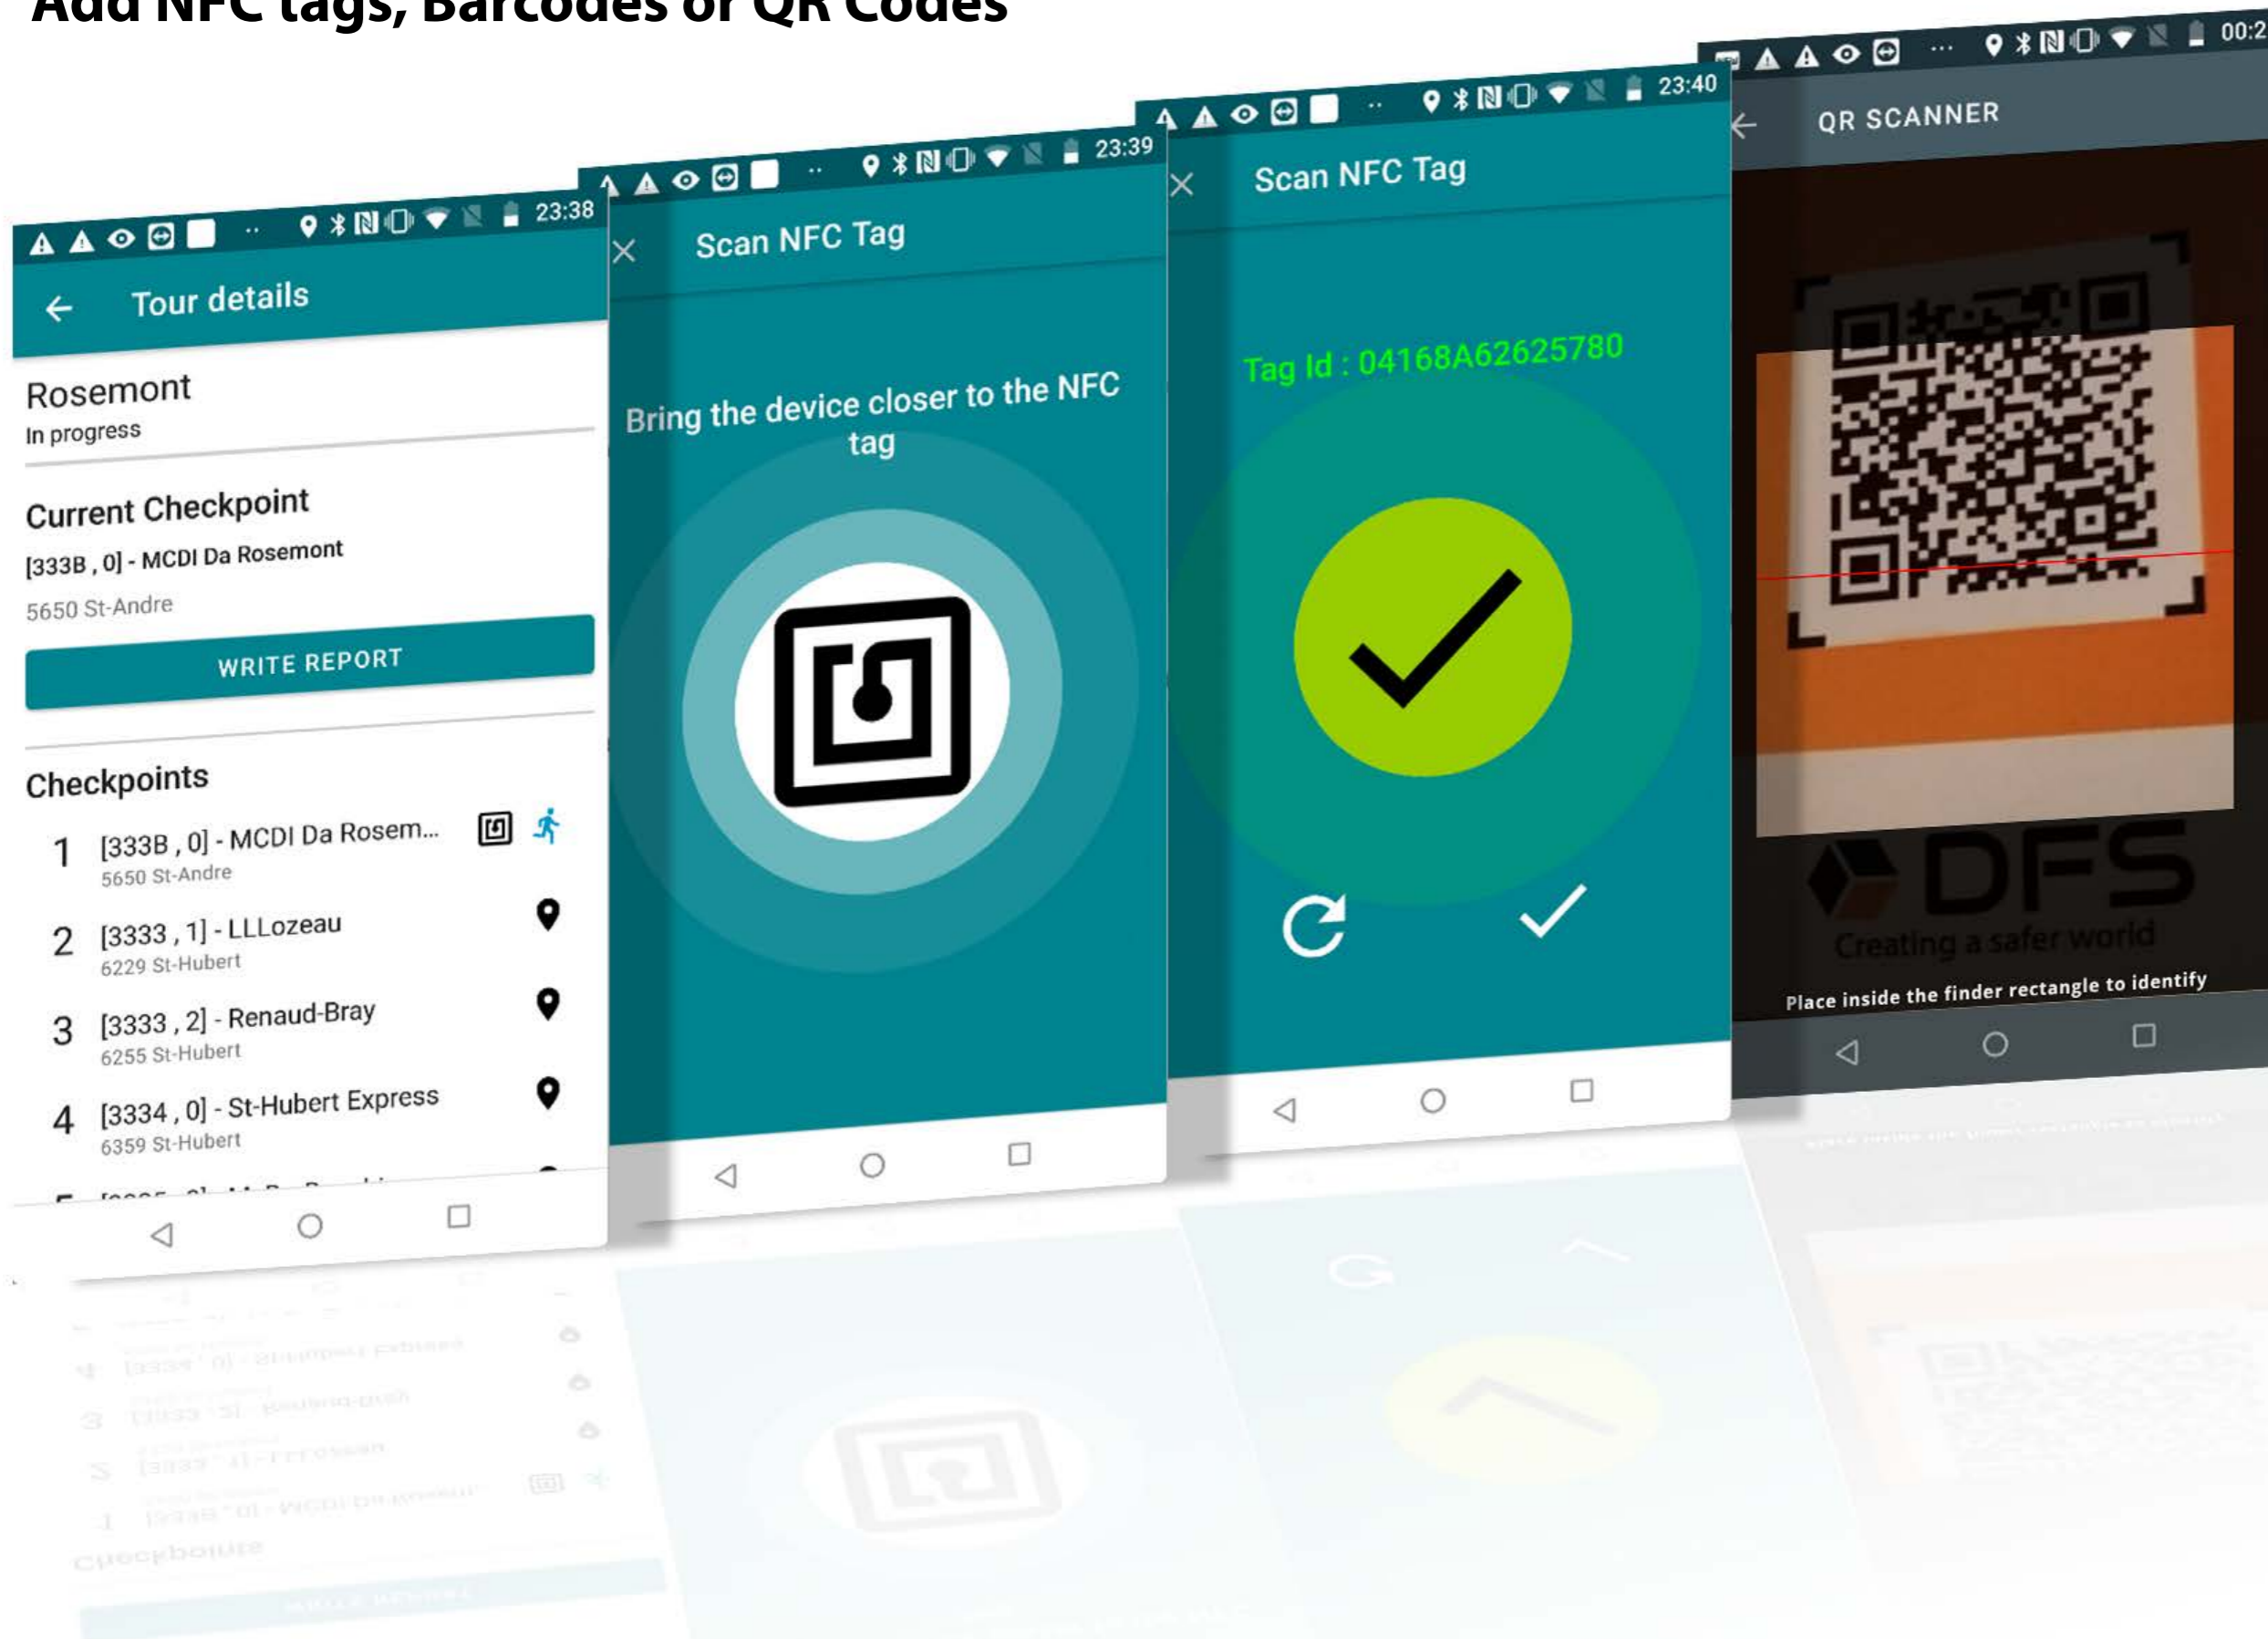 Add NFC tags, Barcodes or QR Codes
23:38
Tour details
Rosemont
In progress
Current Checkpoint
[333B , 0] - MCDI Da Rosemont
5650 St-Andre
WRITE REPORT
Checkpoints
1 [333B , 0] - MCDI Da Rosem...
5650 St-Andre
2 [3333 , 1] - LLLozeau
6229 St-Hubert
3 [3333 , 2] - Renaud-Bray
6255 St-Hubert
4 [3334 , 0] - St-Hubert Express
6359 St-Hubert
23:39
Scan NFC Tag
Bring the device closer to the NFC
tag
23:40
Scan NFC Tag
Tag Id : 04168A62625780
00:2
QR SCANNER
DFS
Creating a safer world
Place inside the finder rectangle to identify